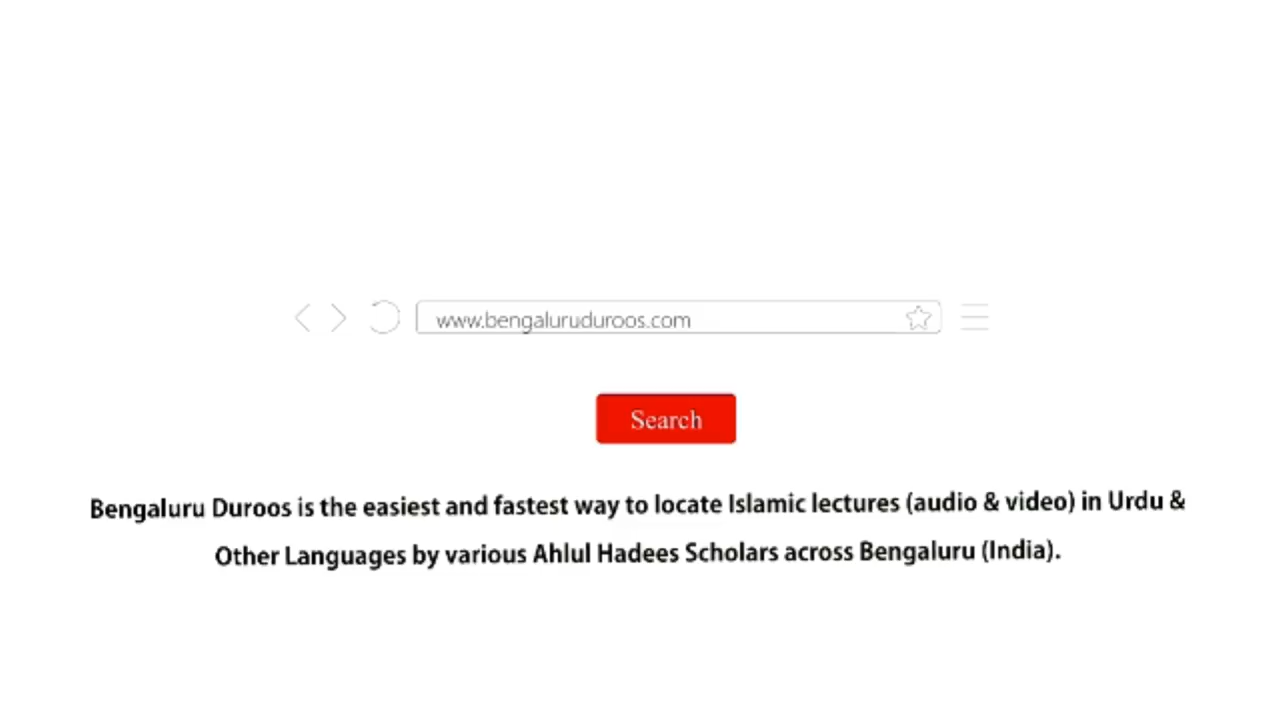 www.bengaluruduroos.com
Search
Bengaluru Duroos is the easiest and fastest way to locate Islamic lectures (audio & video) in Urdu &
Other Languages by various Ahlul Hadees Scholars across Bengaluru (India).